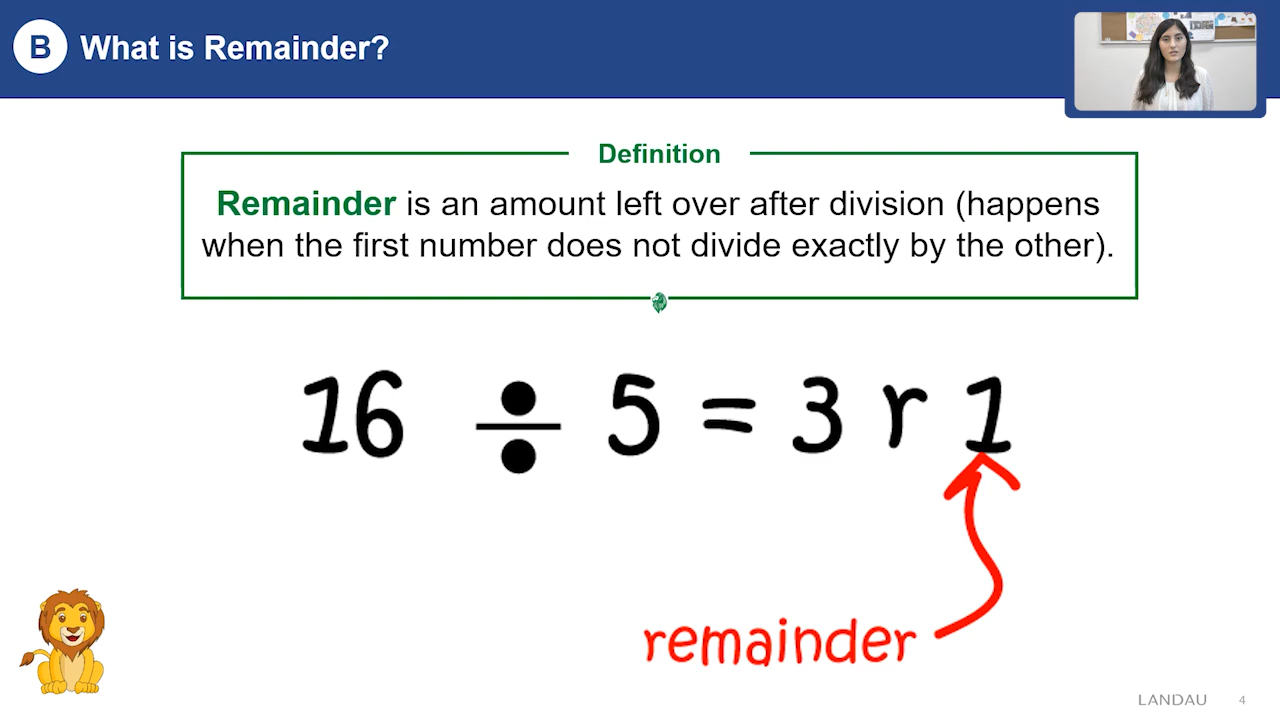 B What is Remainder?
Definition
Remainder is an amount left over after division (happens
when the first number does not divide exactly by the other).
16 ÷ 5 = 3 r 1
remainder
LANDAU 4